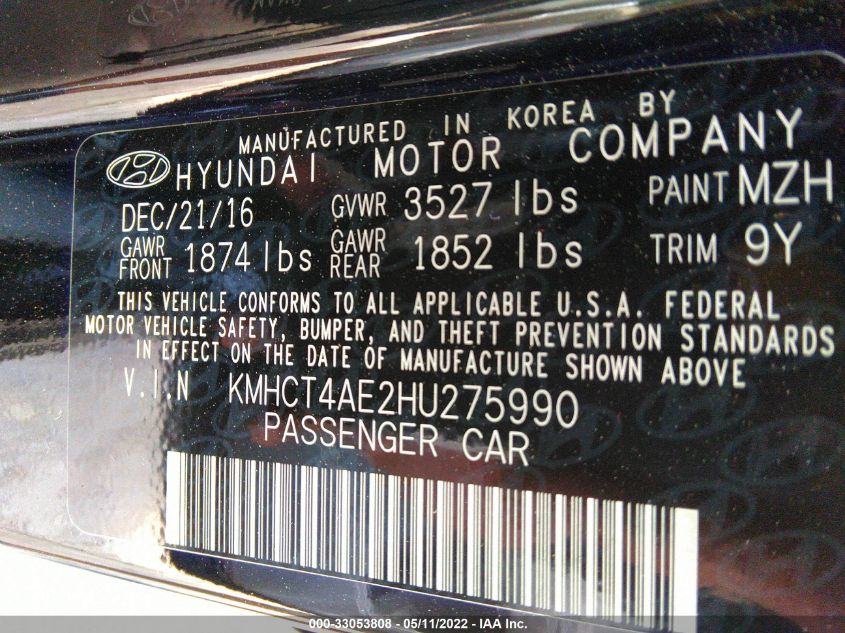 MANUFACTURED IN KOREA BY
HYUNDAI MOTOR COMPANY
DEC/21/16 GVWR 3527 lbs PAINT MZH
GAWR FRONT 1874 lbs GAWR REAR 1852 lbs TRIM 9Y
THIS VEHICLE CONFORMS TO ALL APPLICABLE U.S.A. FEDERAL
MOTOR VEHICLE SAFETY, BUMPER, AND THEFT PREVENTION STANDARDS
IN EFFECT ON THE DATE OF MANUFACTURE SHOWN ABOVE
V.I.N KMHCT4AE2HU275990
PASSENGER CAR
000-33053808 - 05/11/2022 - IAA Inc.